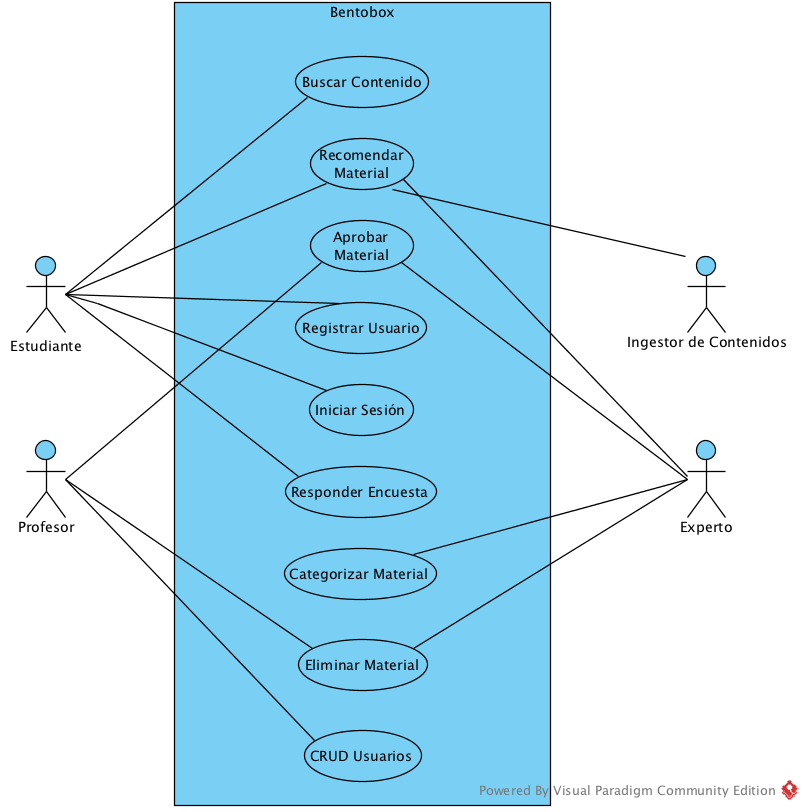 Bentobox
Buscar Contenido
Recomendar
Material
Aprobar
Material
Registrar Usuario
Estudiante
Ingestor de Contenidos
Iniciar Sesión
Responder Encuesta
Profesor
Experto
Categorizar Material
Eliminar Material
CRUD Usuarios
Powered By Visual Paradigm Community Edition